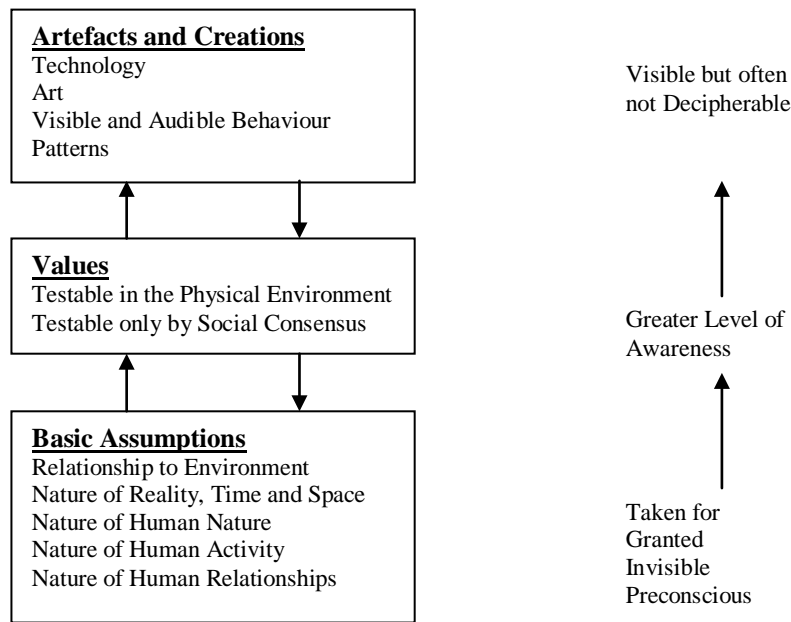 Artefacts and Creations
Technology
Art
Visible and Audible Behaviour
Patterns
Visible but often
not Decipherable
Values
Testable in the Physical Environment
Testable only by Social Consensus
Greater Level of
Awareness
Basic Assumptions
Relationship to Environment
Nature of Reality, Time and Space
Nature of Human Nature
Nature of Human Activity
Nature of Human Relationships
Taken for
Granted
Invisible
Preconscious